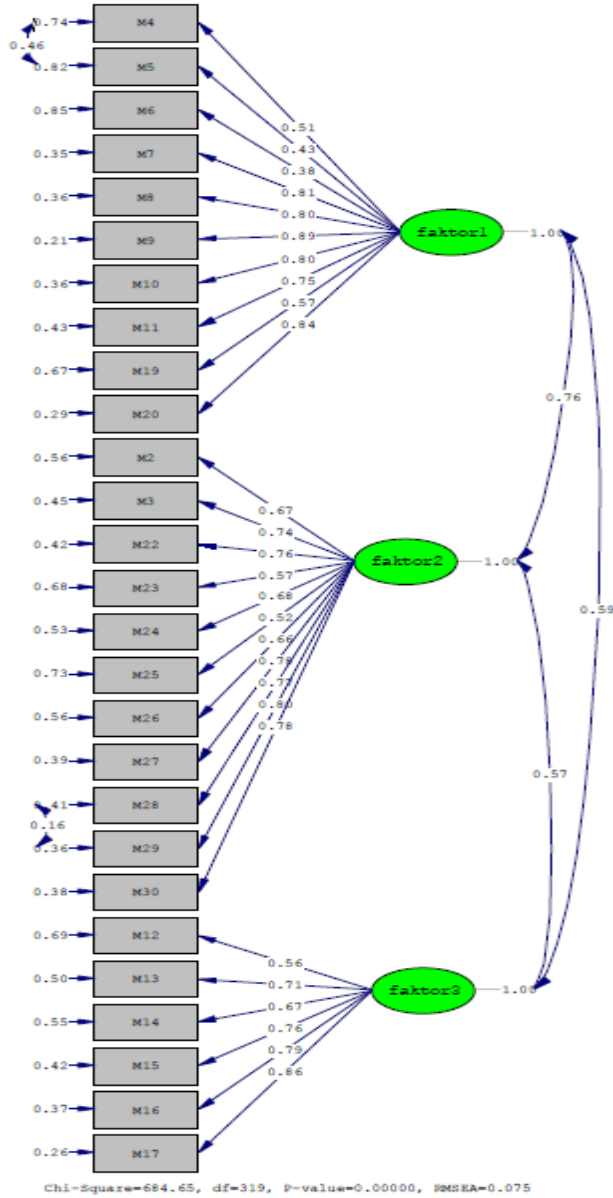 0.74 M4
0.46
0.82 M5
0.85 M6
0.35 M7
0.36 M8
0.21 M9
0.36 M10
0.43 M11
0.67 M19
0.29 M20
0.51
0.43
0.38
0.81
0.80
0.89
0.80
0.75
0.57
0.84
faktor1 1.00
0.76
0.59
0.56 M2
0.45 M3
0.42 M22
0.68 M23
0.53 M24
0.73 M25
0.56 M26
0.39 M27
0.41 M28
0.16
0.36 M29
0.38 M30
0.67
0.74
0.76
0.57
0.68
0.52
0.66
0.78
0.77
0.80
0.78
faktor2 1.00
0.57
0.69 M12
0.50 M13
0.55 M14
0.42 M15
0.37 M16
0.26 M17
0.56
0.71
0.67
0.76
0.79
0.86
faktor3 1.00
Chi-Square=684.65, df=319, P-value=0.00000, RMSEA=0.075